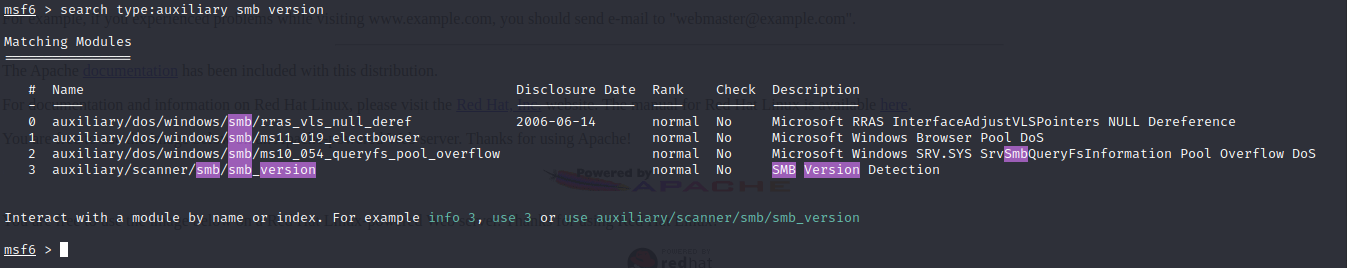 msf6 > search type:auxiliary smb version
For example, if you experienced problems while visiting www.example.com, you should send e-mail to "webmaster@example.com".
Matching Modules
================
The Apache documentation has been included with this distribution.
#  Name  Disclosure Date  Rank  Check  Description
-  ----  ---------------  ----  -----  -----------
For documentation and information on Red Hat Linux, please visit the Red Hat, Inc. website. The manual for Red Hat Linux is available here.
0  auxiliary/dos/windows/smb/rras_vls_null_deref  2006-06-14  normal  No  Microsoft RRAS InterfaceAdjustVLSPointers NULL Dereference
1  auxiliary/dos/windows/smb/ms11_019_electbowser  normal  No  Microsoft Windows Browser Pool DoS
server. Thanks for using Apache!
2  auxiliary/dos/windows/smb/ms10_054_queryfs_pool_overflow  normal  No  Microsoft Windows SRV.SYS SrvSmbQueryFsInformation Pool Overflow DoS
3  auxiliary/scanner/smb/smb_version  normal  No  SMB Version Detection
Powered by
APACHE
Interact with a module by name or index. For example info 3, use 3 or use auxiliary/scanner/smb/smb_version
msf6 >
POWERED BY
redhat